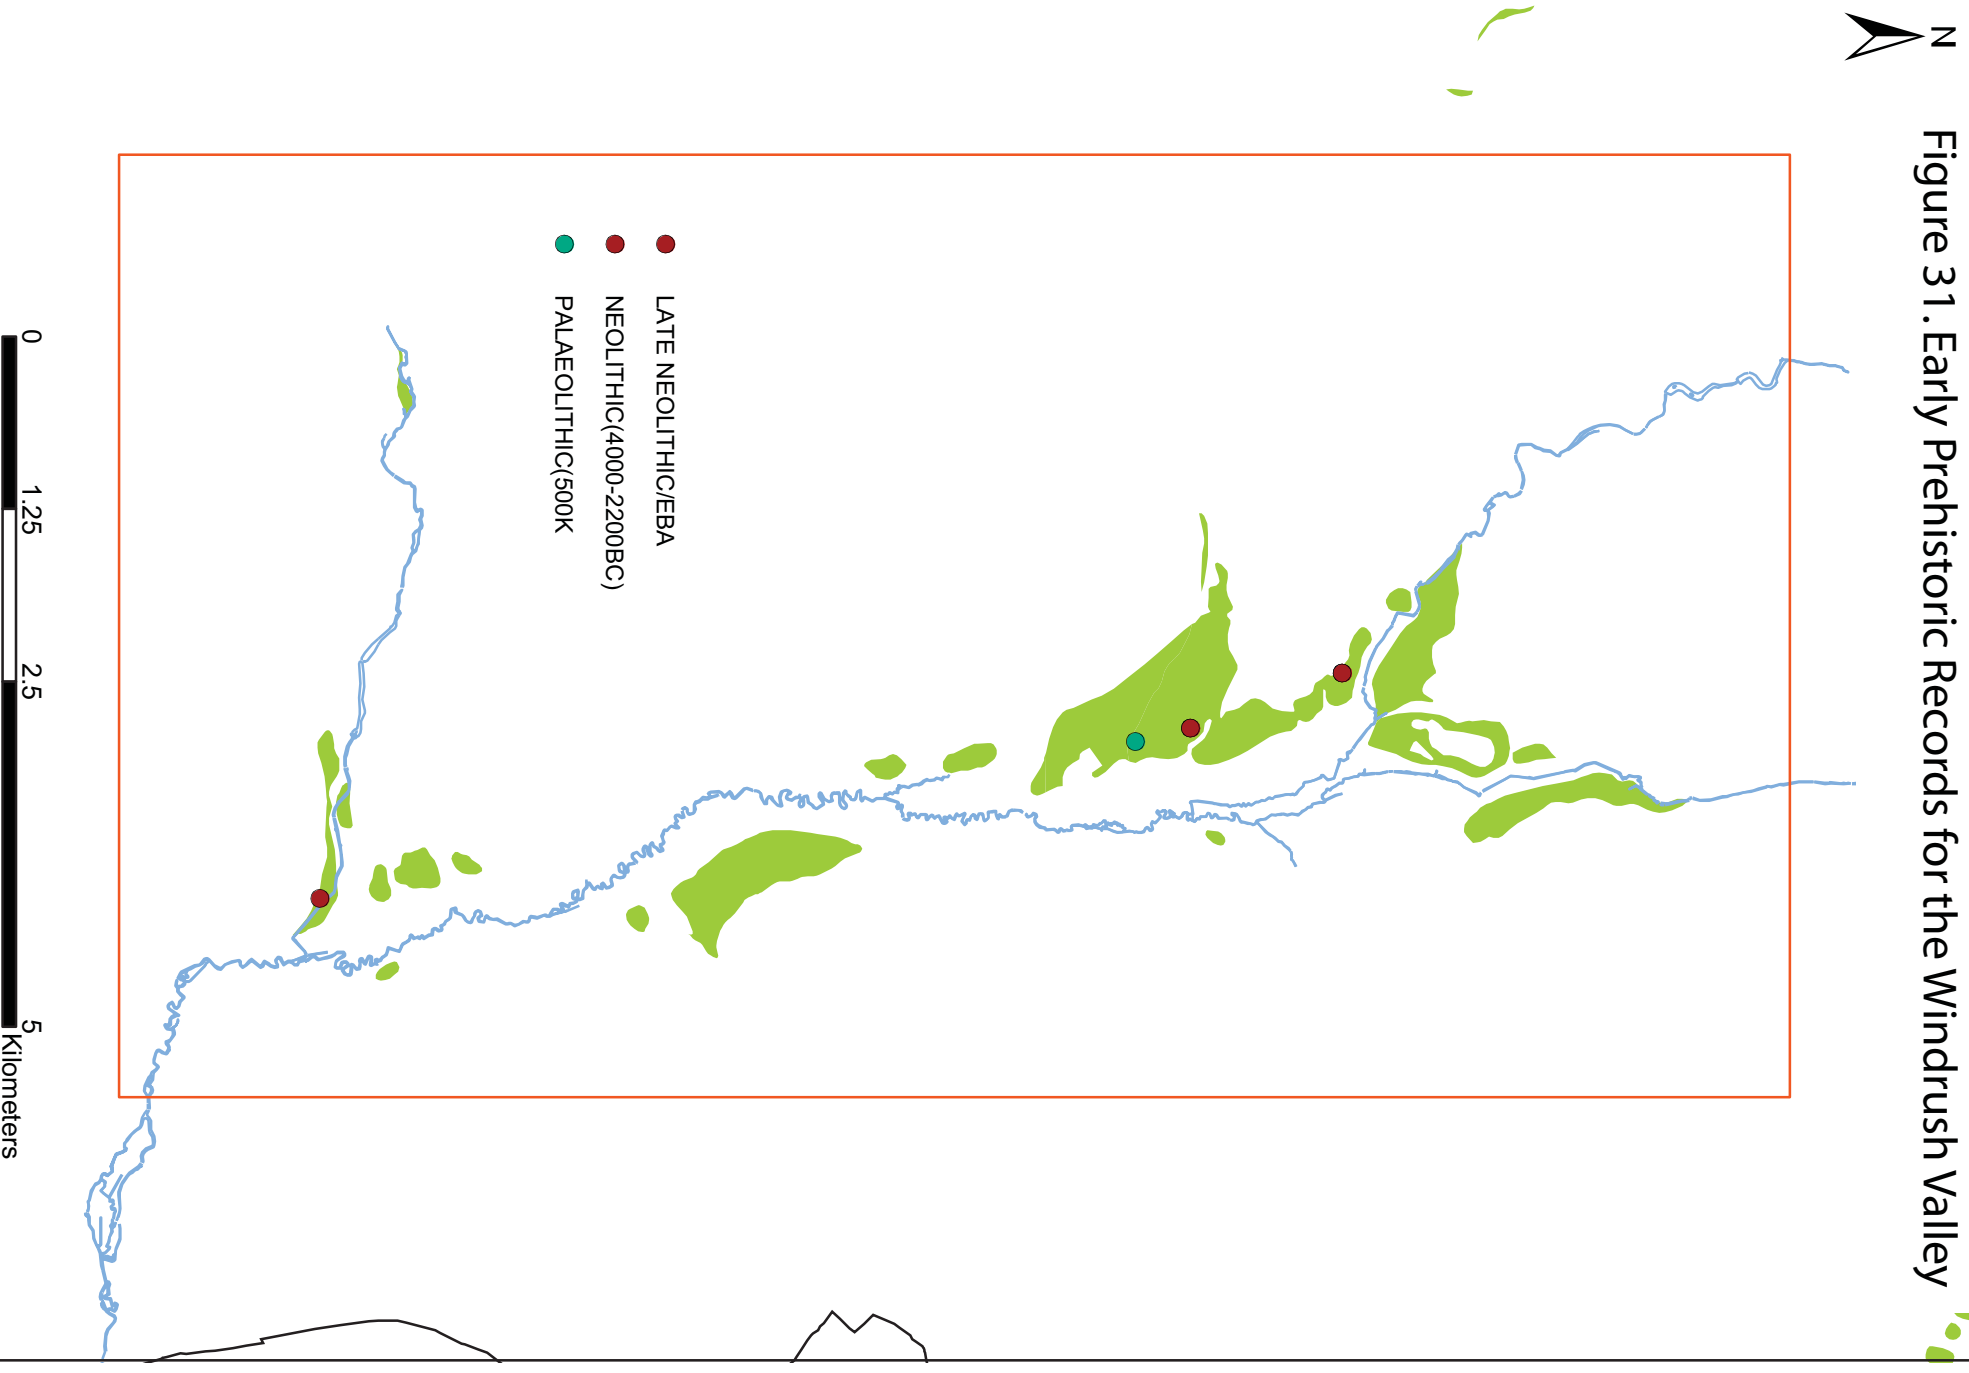 N
Figure 31. Early Prehistoric Records for the Windrush Valley
LATE NEOLITHIC/EBA
NEOLITHIC(4000-2200BC)
PALAEOLITHIC(500K
0 1.25 2.5 5
Kilometers